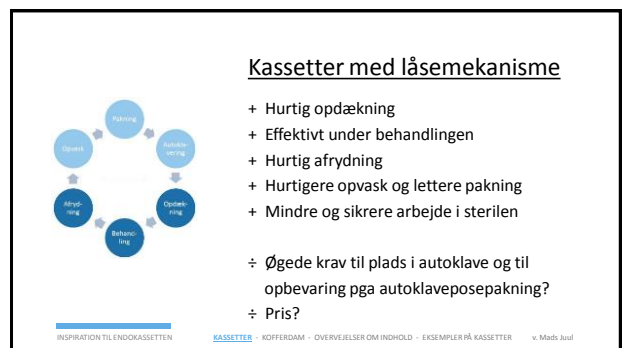 Kassetter med låsemekanisme
+ Hurtig opdækning
+ Effektivt under behandlingen
+ Hurtig afrydning
+ Hurtigere opvask og lettere pakning
+ Mindre og sikrere arbejde i sterilen
÷ Øgede krav til plads i autoklave og til
opbevaring pga autoklaveposepakning?
÷ Pris?
Pakning
Autokla-
vering
Opdæk-
ning
Behand-
ling
Afryd-
ning
Opvask
INSPIRATION TIL ENDOKASSETTEN KASSETTER - KOFFERDAM - OVERVEJELSER OM INDHOLD - EKSEMPLER PÅ KASSETTER v. Mads Juul